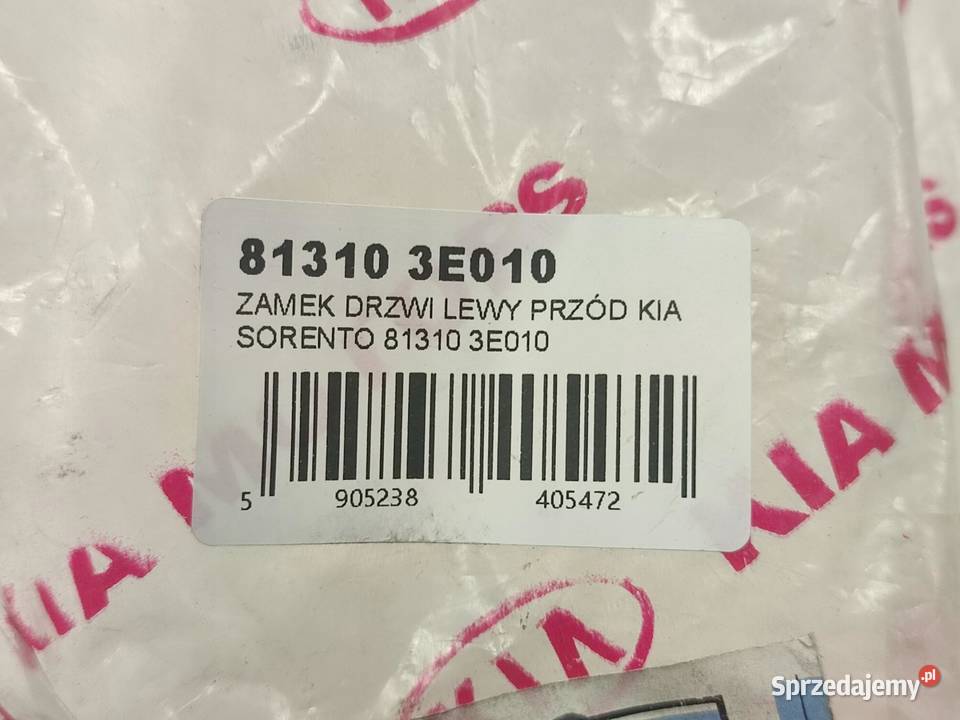 81310 3E010
ZAMEK DRZWI LEWY PRZÓD KIA
SORENTO 81310 3E010
5 905238 405472
KIA M
KIA M
KIA
Sprzedajemy.pl